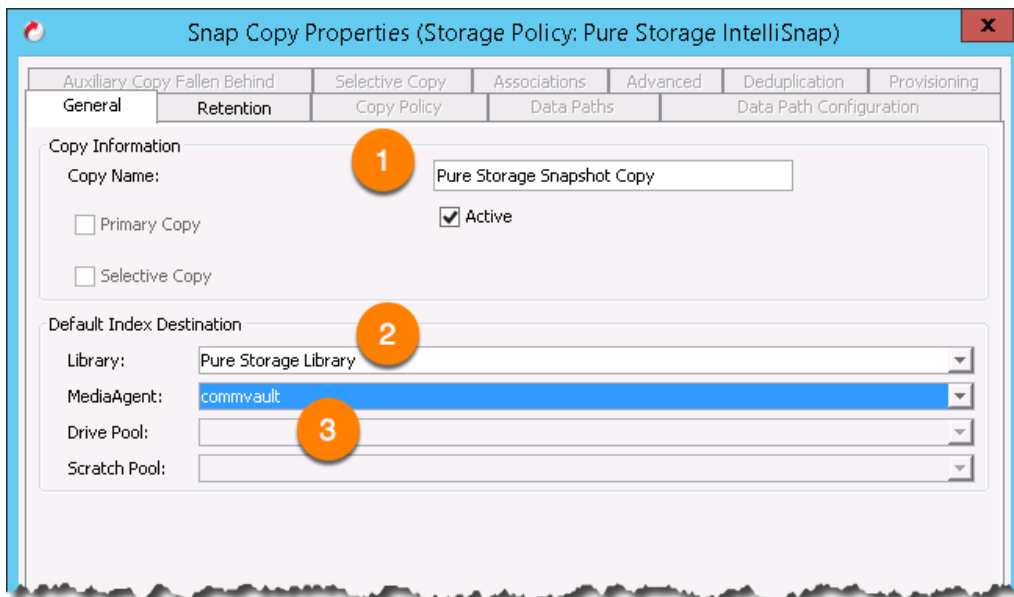 Snap Copy Properties (Storage Policy: Pure Storage IntelliSnap)
X
Auxiliary Copy Fallen Behind Selective Copy Associations Advanced Deduplication Provisioning
General Retention Copy Policy Data Paths Data Path Configuration
Copy Information
1
Copy Name: Pure Storage Snapshot Copy
Primary Copy Active
Selective Copy
Default Index Destination
2
Library: Pure Storage Library
MediaAgent: commvault
3
Drive Pool:
Scratch Pool: